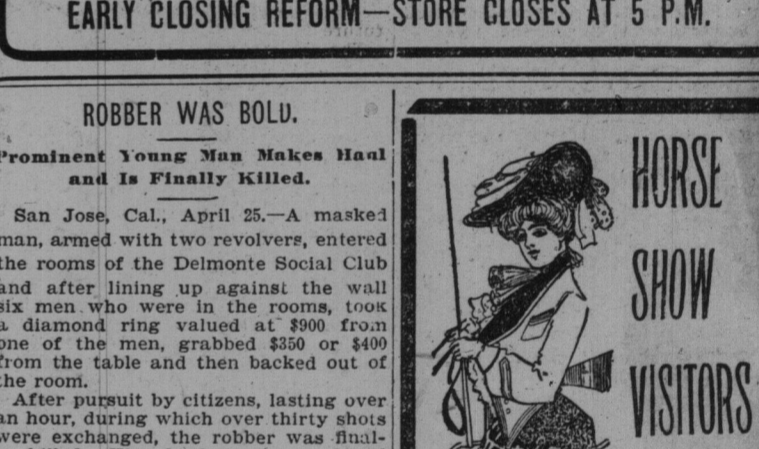 EARLY CLOSING REFORM—STORE CLOSES AT 5 P.M.
ROBBER WAS BOLD.
Prominent Young Man Makes Haul
and Is Finally Killed.
San Jose, Cal., April 25.—A masked
man, armed with two revolvers, entered
the rooms of the Delmonte Social Club
and after lining up against the wall
six men who were in the rooms, took
a diamond ring valued at $900 from
one of the men, grabbed $350 or $400
from the table and then backed out of
the room.
After pursuit by citizens, lasting over
an hour, during which over thirty shots
were exchanged, the robber was final-
HORSE
SHOW
VISITORS